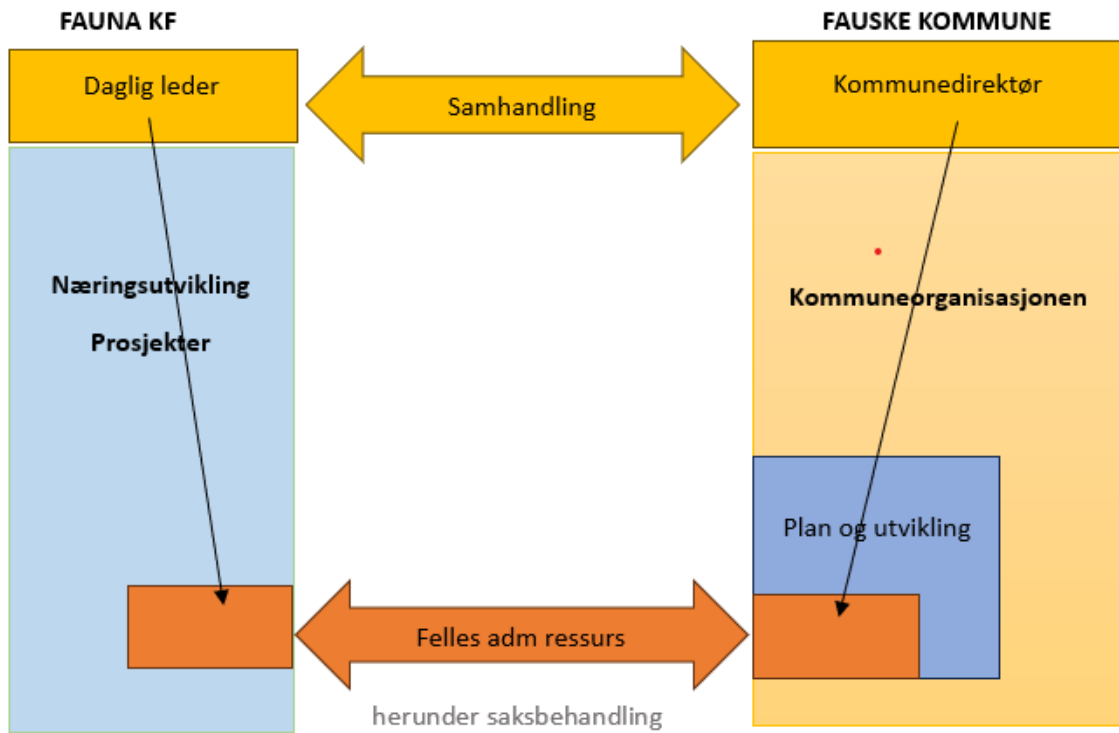 FAUNA KF
FAUSKE KOMMUNE
Daglig leder
Samhandling
Kommunedirektør
Næringsutvikling
Prosjekter
Kommuneorganisasjonen
Plan og utvikling
Felles adm ressurs
herunder saksbehandling